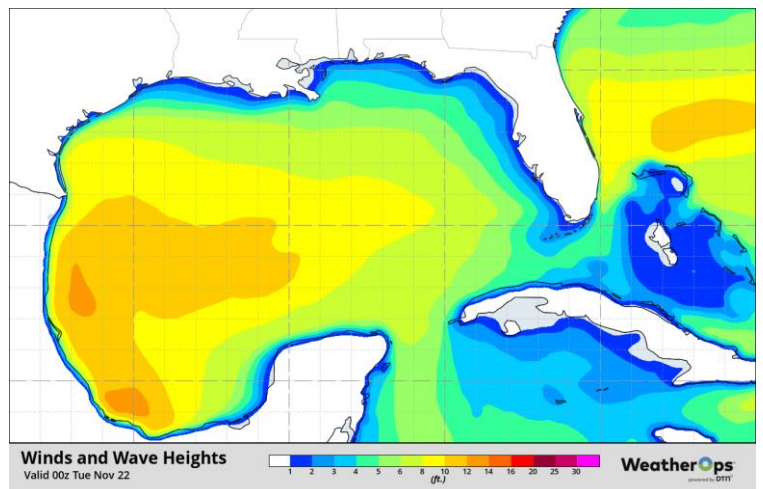 Winds and Wave Heights
Valid 00z Tue Nov 22
1 2 3 4 5 6 8 10 12 14 16 20 25 30
(ft.)
WeatherOps
powered by DTN